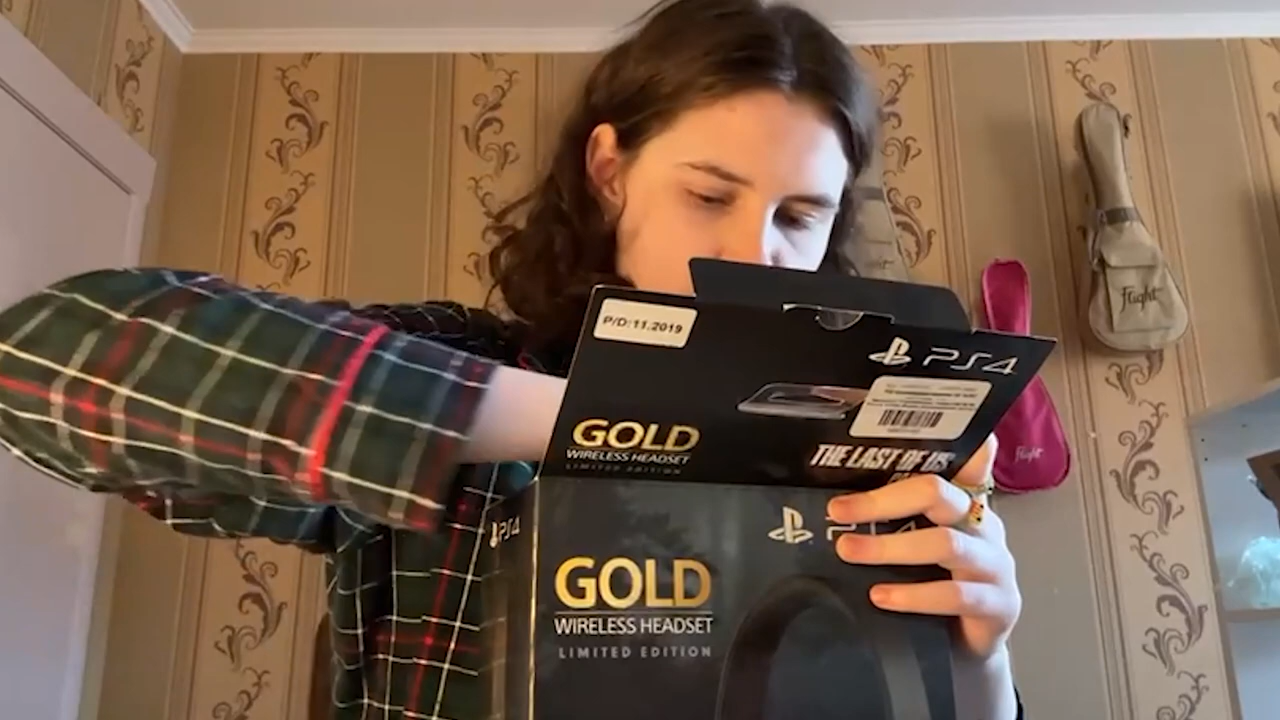 P/D:11.2019
PS4
GOLD
WIRELESS HEADSET
LIMITED EDITION
THE LAST OF US
PS4
GOLD
WIRELESS HEADSET
LIMITED EDITION
Flight
Flight